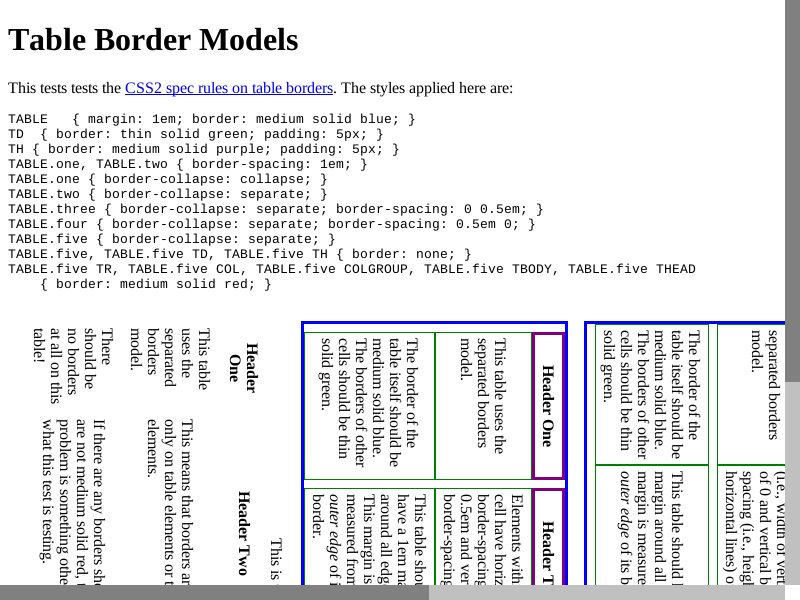 Table Border Models
This tests tests the CSS2 spec rules on table borders. The styles applied here are:
TABLE   { margin: 1em; border: medium solid blue; }
TD  { border: thin solid green; padding: 5px; }
TH { border: medium solid purple; padding: 5px; }
TABLE.one, TABLE.two { border-spacing: 1em; }
TABLE.one { border-collapse: collapse; }
TABLE.two { border-collapse: separate; }
TABLE.three { border-collapse: separate; border-spacing: 0 0.5em; }
TABLE.four { border-collapse: separate; border-spacing: 0.5em 0; }
TABLE.five { border-collapse: separate; }
TABLE.five, TABLE.five TD, TABLE.five TH { border: none; }
TABLE.five TR, TABLE.five COL, TABLE.five COLGROUP, TABLE.five TBODY, TABLE.five THEAD
    { border: medium solid red; }
separated borders
model.
The border of the
table itself should be
medium solid blue.
The borders of other
cells should be thin
solid green.
(i.e., width of vert
of 0 and vertical b
spacing (i.e., heigh
horizontal lines) o
This table should h
margin around all
margin is measure
outer edge of its b
Header One
This table uses the
separated borders
model.
The border of the
table itself should be
medium solid blue.
The borders of other
cells should be thin
solid green.
Header T
Elements with
cell have horiz
border-spacing
0.5em and ver
border-spacing
This table shou
have a 1em ma
around all edg
This margin is
measured from
outer edge of i
border.
This is
Header
One
This table
uses the
separated
borders
model.
There
should be
no borders
at all on this
table!
Header Two
This means that borders ar
only on table elements or t
elements.
If there are any borders sho
are not medium solid red, t
problem is something othe
what this test is testing.